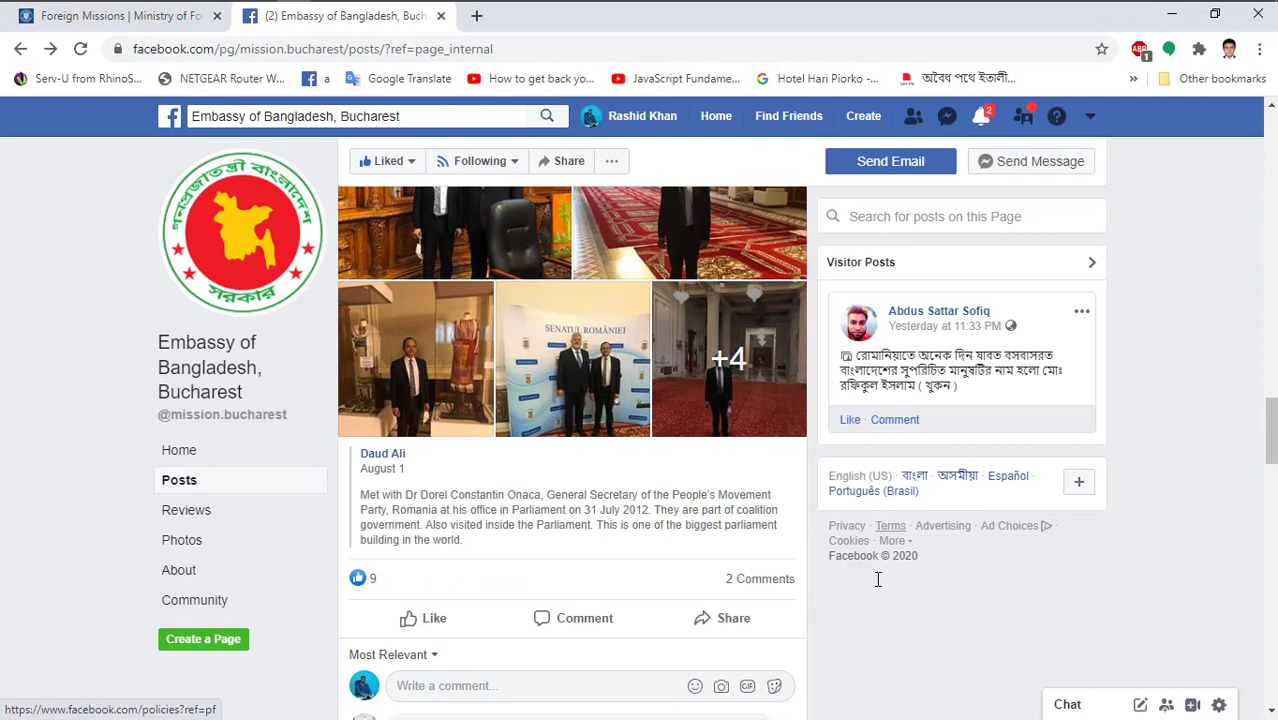 Foreign Missions | Ministry of Fo
(2) Embassy of Bangladesh, Buch
facebook.com/pg/mission.bucharest/posts/?ref=page_internal
ABP
1
Serv-U from RhinoS...
NETGEAR Router W...
a
Google Translate
How to get back yo...
JavaScript Fundame...
Hotel Hari Piorko -...
অবৈধ পথে ইতালী...
Other bookmarks
Embassy of Bangladesh, Bucharest
Rashid Khan
Home
Find Friends
Create
2
Liked
Following
Share
Send Email
Send Message
গণপ্রজাতন্ত্রী বাংলাদেশ
সরকার
Embassy of
Bangladesh,
Bucharest
@mission.bucharest
Home
Posts
Reviews
Photos
About
Community
Create a Page
SENATUL ROMÂNIEI
+4
Daud Ali
August 1
Met with Dr Dorel Constantin Onaca, General Secretary of the People's Movement
Party, Romania at his office in Parliament on 31 July 2012. They are part of coalition
government. Also visited inside the Parliament. This is one of the biggest parliament
building in the world.
9
2 Comments
Like
Comment
Share
Most Relevant
Write a comment...
GIF
Search for posts on this Page
Visitor Posts
Abdus Sattar Sofiq
Yesterday at 11:33 PM
রোমানিয়াতে অনেক দিন যাবত বসবাসরত
বাংলাদেশের সুপরিচিত মানুষটির নাম হলো মোঃ
রফিকুল ইসলাম ( খুকন )
Like · Comment
English (US) · বাংলা · অসমীয়া · Español ·
Português (Brasil)
Privacy · Terms · Advertising · Ad Choices ·
Cookies · More
Facebook © 2020
Chat
https://www.facebook.com/policies?ref=pf